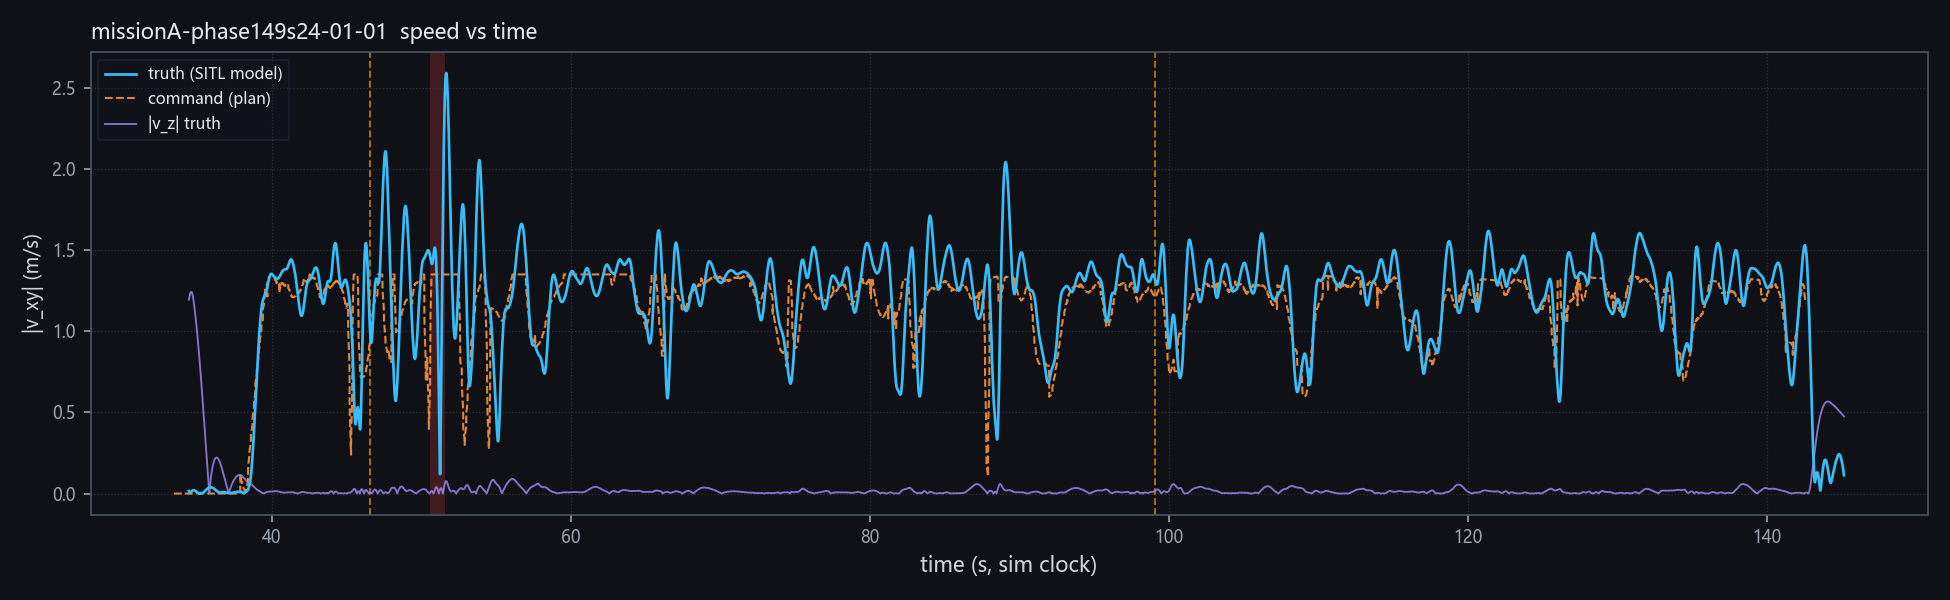 missionA-phase149s24-01-01  speed vs time
truth (SITL model)
command (plan)
|v_z| truth
|v_xy| (m/s)
2.5
2.0
1.5
1.0
0.5
0.0
40
60
80
100
120
140
time (s, sim clock)